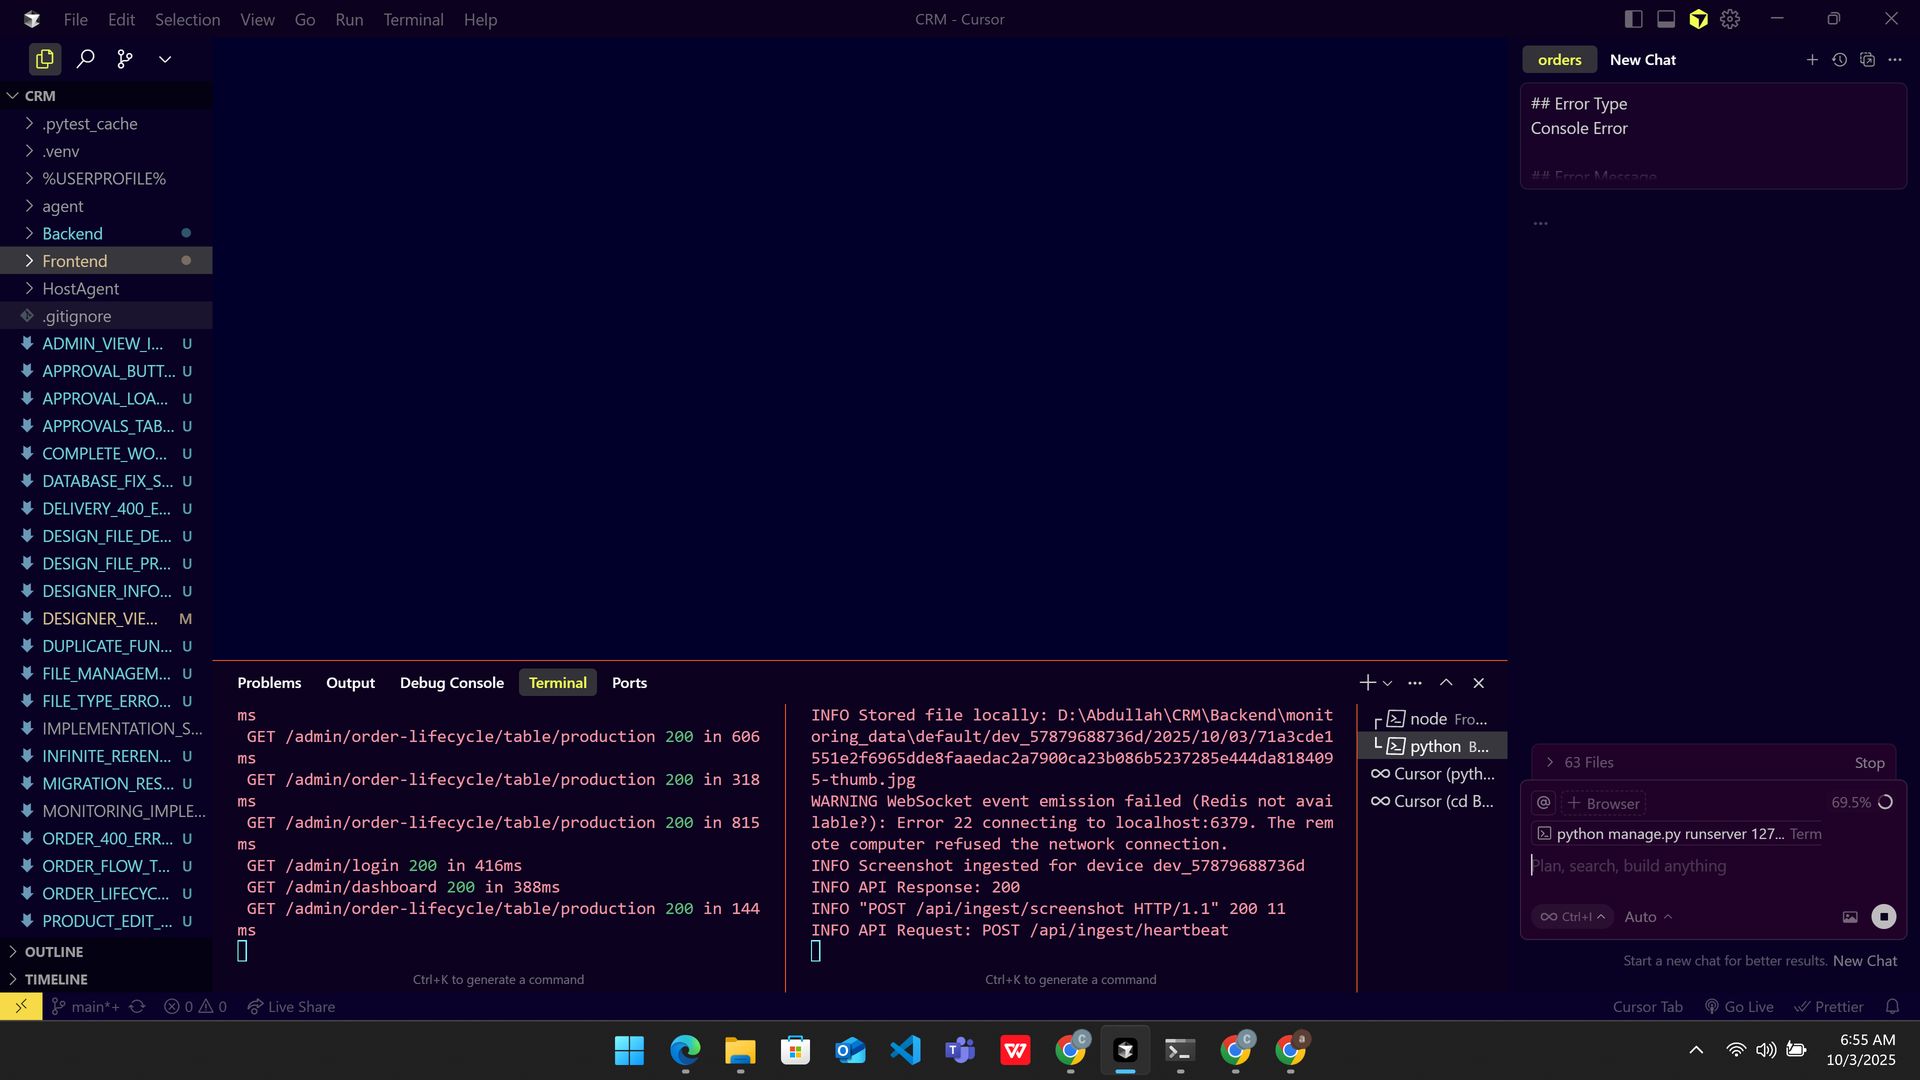 File Edit Selection View Go Run Terminal Help
CRM - Cursor
CRM
.pytest_cache
.venv
%USERPROFILE%
agent
Backend
Frontend
HostAgent
.gitignore
ADMIN_VIEW_I... U
APPROVAL_BUTT... U
APPROVAL_LOA... U
APPROVALS_TAB... U
COMPLETE_WO... U
DATABASE_FIX_S... U
DELIVERY_400_E... U
DESIGN_FILE_DE... U
DESIGN_FILE_PR... U
DESIGNER_INFO... U
DESIGNER_VIE... M
DUPLICATE_FUN... U
FILE_MANAGEM... U
FILE_TYPE_ERRO... U
IMPLEMENTATION_S...
INFINITE_REREN... U
MIGRATION_RES... U
MONITORING_IMPLE...
ORDER_400_ERR... U
ORDER_FLOW_T... U
ORDER_LIFECYC... U
PRODUCT_EDIT_... U
OUTLINE
TIMELINE
Problems Output Debug Console Terminal Ports
ms
GET /admin/order-lifecycle/table/production 200 in 606
ms
GET /admin/order-lifecycle/table/production 200 in 318
ms
GET /admin/order-lifecycle/table/production 200 in 815
ms
GET /admin/login 200 in 416ms
GET /admin/dashboard 200 in 388ms
GET /admin/order-lifecycle/table/production 200 in 144
ms
Ctrl+K to generate a command
INFO Stored file locally: D:\Abdullah\CRM\Backend\monit
oring_data\default/dev_57879688736d/2025/10/03/71a3cde1
551e2f6965dde8faaedac2a7900ca23b086b5237285e444da818409
5-thumb.jpg
WARNING WebSocket event emission failed (Redis not avai
lable?): Error 22 connecting to localhost:6379. The rem
ote computer refused the network connection.
INFO Screenshot ingested for device dev_57879688736d
INFO API Response: 200
INFO "POST /api/ingest/screenshot HTTP/1.1" 200 11
INFO API Request: POST /api/ingest/heartbeat
Ctrl+K to generate a command
node Fro...
python B...
Cursor (pyth...
Cursor (cd B...
orders New Chat
## Error Type
Console Error
## Error Message
...
63 Files Stop
@ + Browser 69.5%
python manage.py runserver 127... Term
Plan, search, build anything
Ctrl+I Auto
Start a new chat for better results. New Chat
main*+ 0 0 Live Share
Cursor Tab Go Live Prettier
6:55 AM
10/3/2025